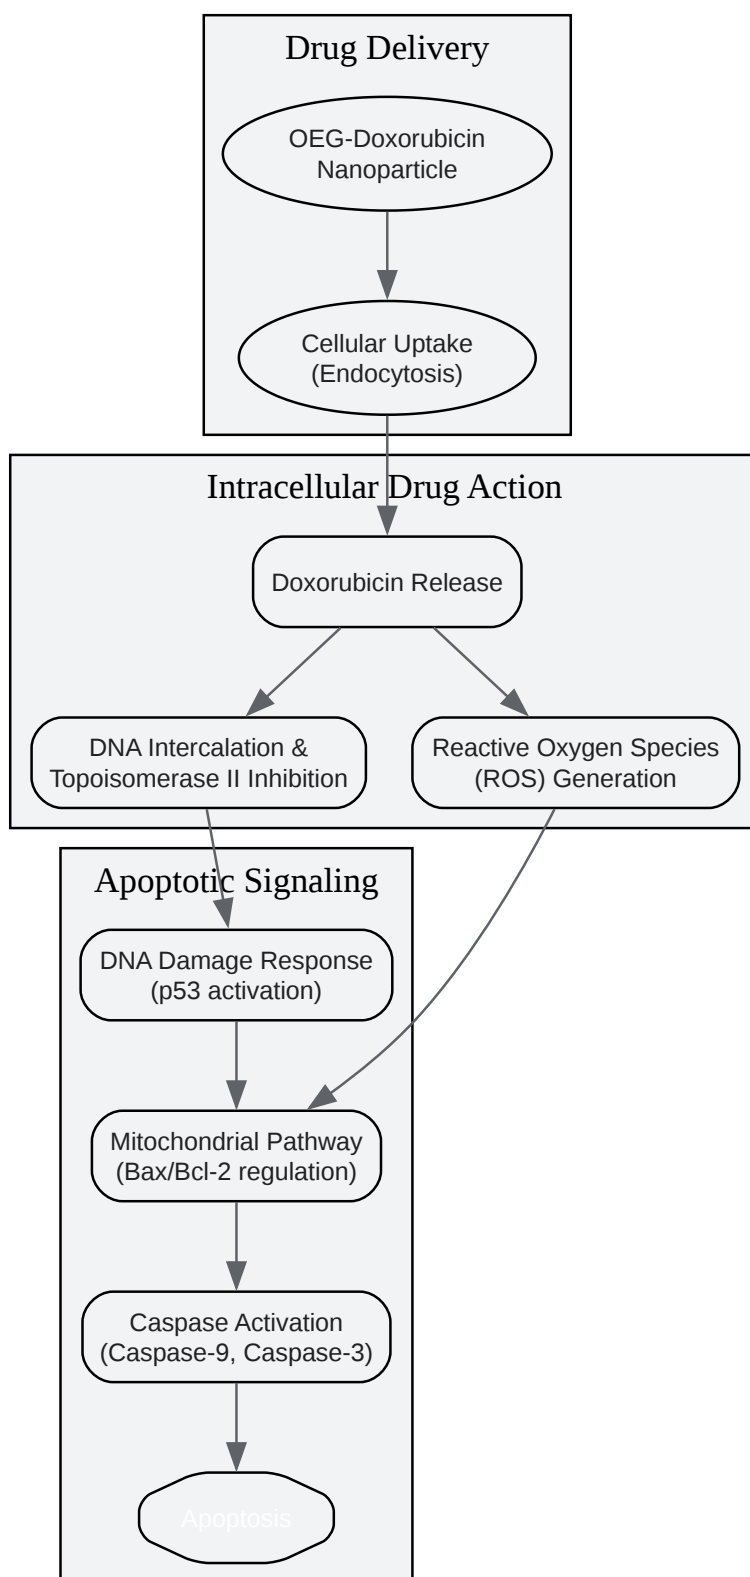 Drug Delivery
OEG-Doxorubicin
Nanoparticle
Cellular Uptake
(Endocytosis)
Intracellular Drug Action
Doxorubicin Release
DNA Intercalation &
Topoisomerase II Inhibition
Reactive Oxygen Species
(ROS) Generation
Apoptotic Signaling
DNA Damage Response
(p53 activation)
Mitochondrial Pathway
(Bax/Bcl-2 regulation)
Caspase Activation
(Caspase-9, Caspase-3)
Apoptosis